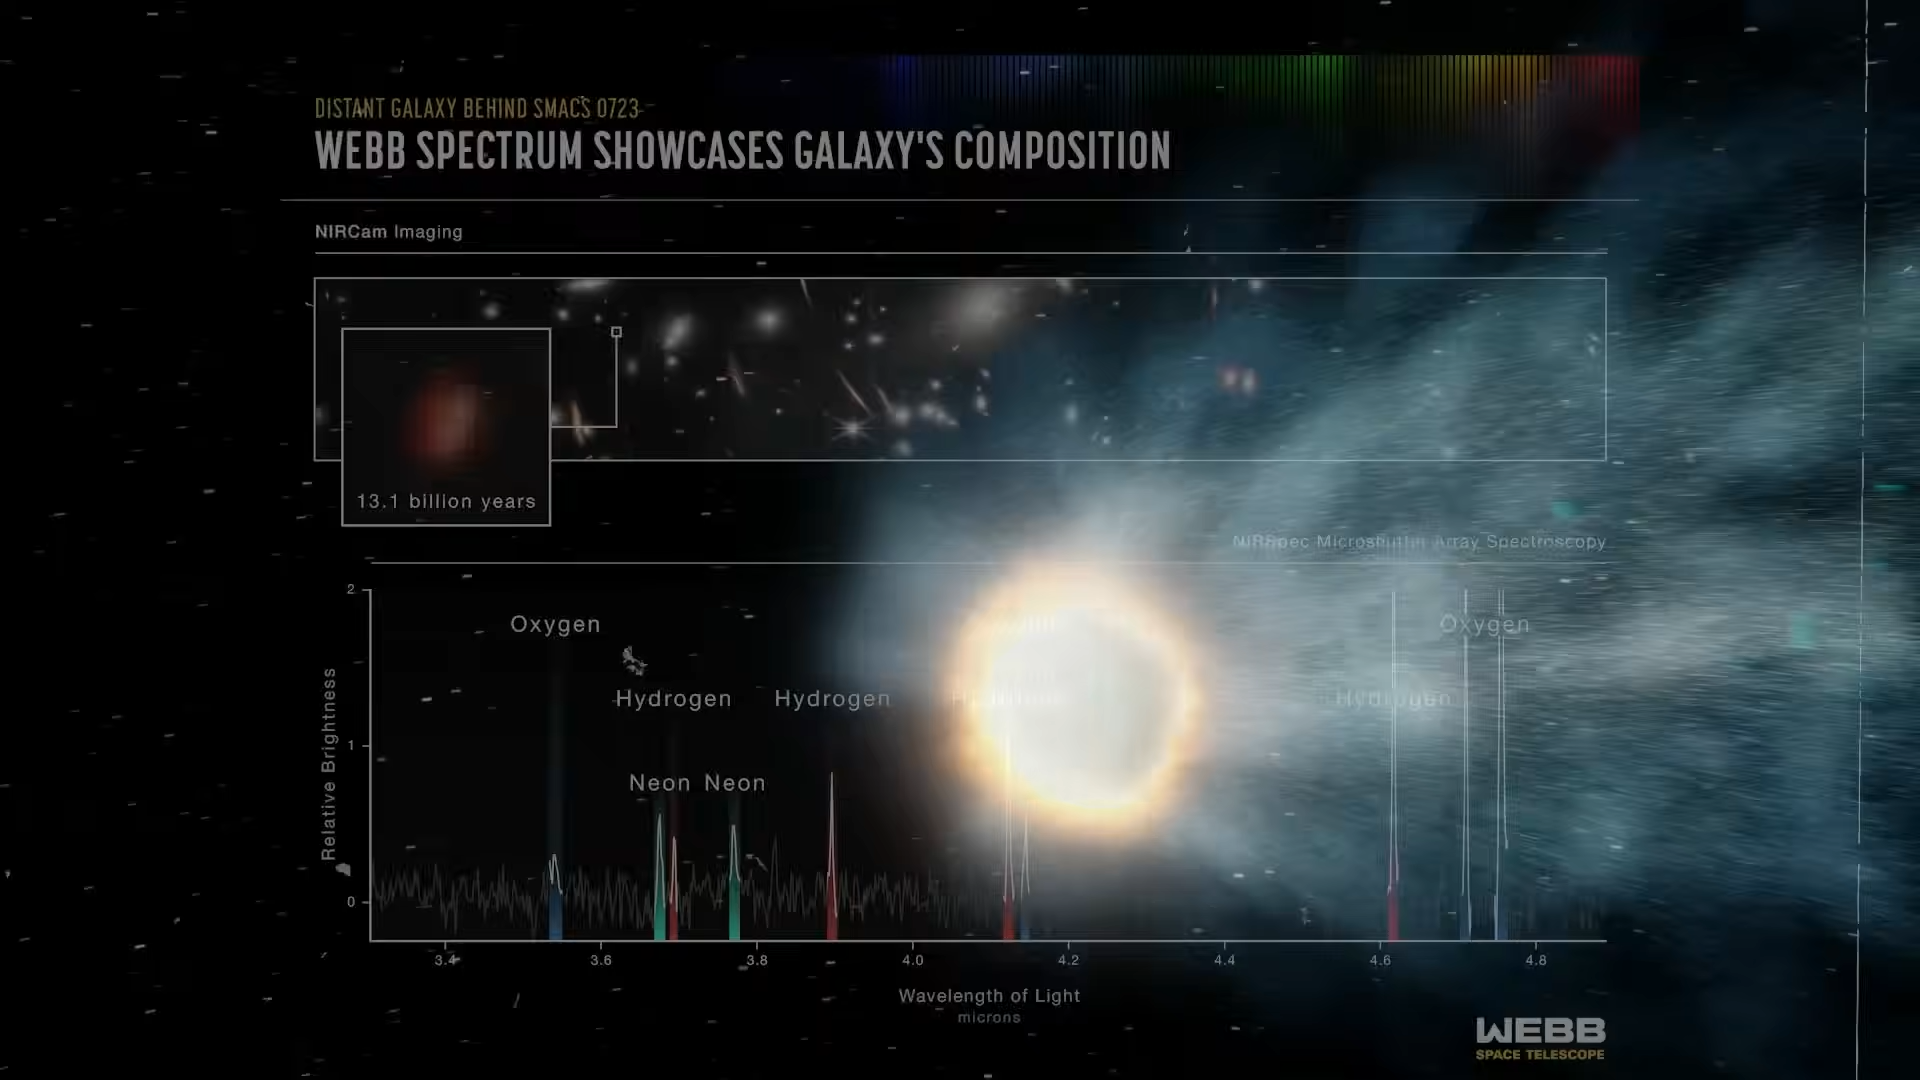 DISTANT GALAXY BEHIND SMACS 0723
WEBB SPECTRUM SHOWCASES GALAXY'S COMPOSITION
NIRCam Imaging
13.1 billion years
NIRSpec Microshutter Array Spectroscopy
2
Oxygen
Oxygen
Hydrogen
Hydrogen
Hydrogen
1
Neon
Neon
Relative Brightness
0
3.4
3.6
3.8
4.0
4.2
4.4
4.6
4.8
Wavelength of Light
microns
WEBB
SPACE TELESCOPE